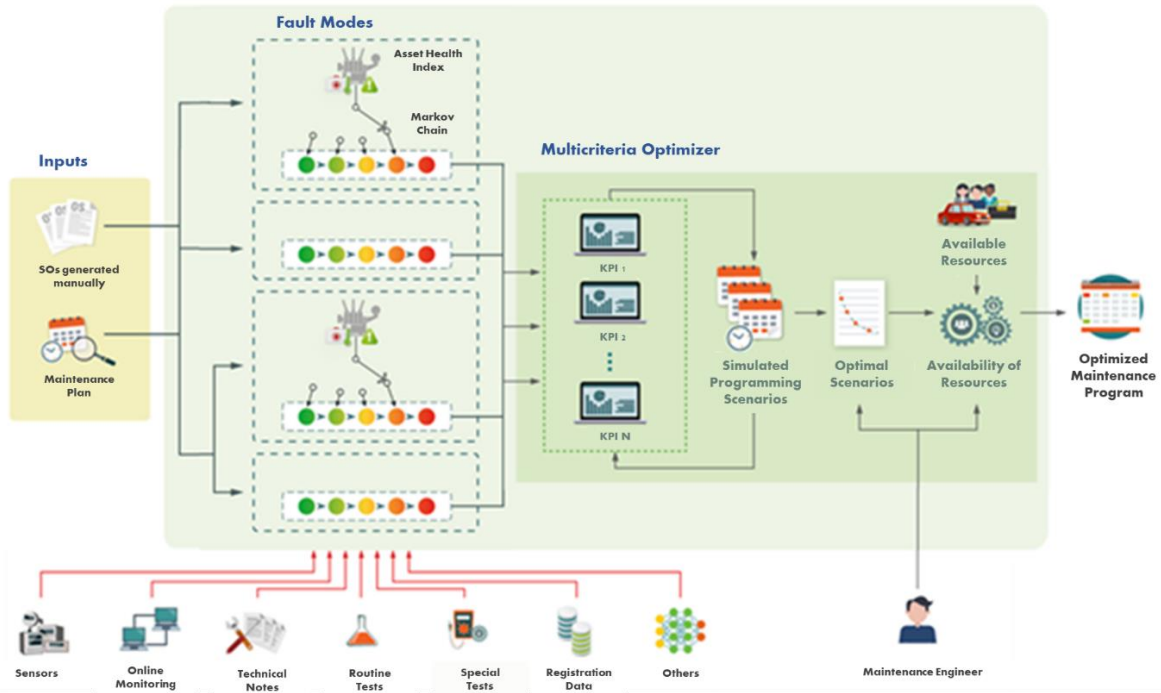 Fault Modes
Asset Health
Index
Markov
Chain
Inputs
SOs generated
manually
Maintenance
Plan
Multicriteria Optimizer
KPI 1
KPI 2
KPI N
Simulated
Programming
Scenarios
Optimal
Scenarios
Available
Resources
Availability of
Resources
Optimized
Maintenance
Program
Sensors
Online
Monitoring
Technical
Notes
Routine
Tests
Special
Tests
Registration
Data
Others
Maintenance Engineer